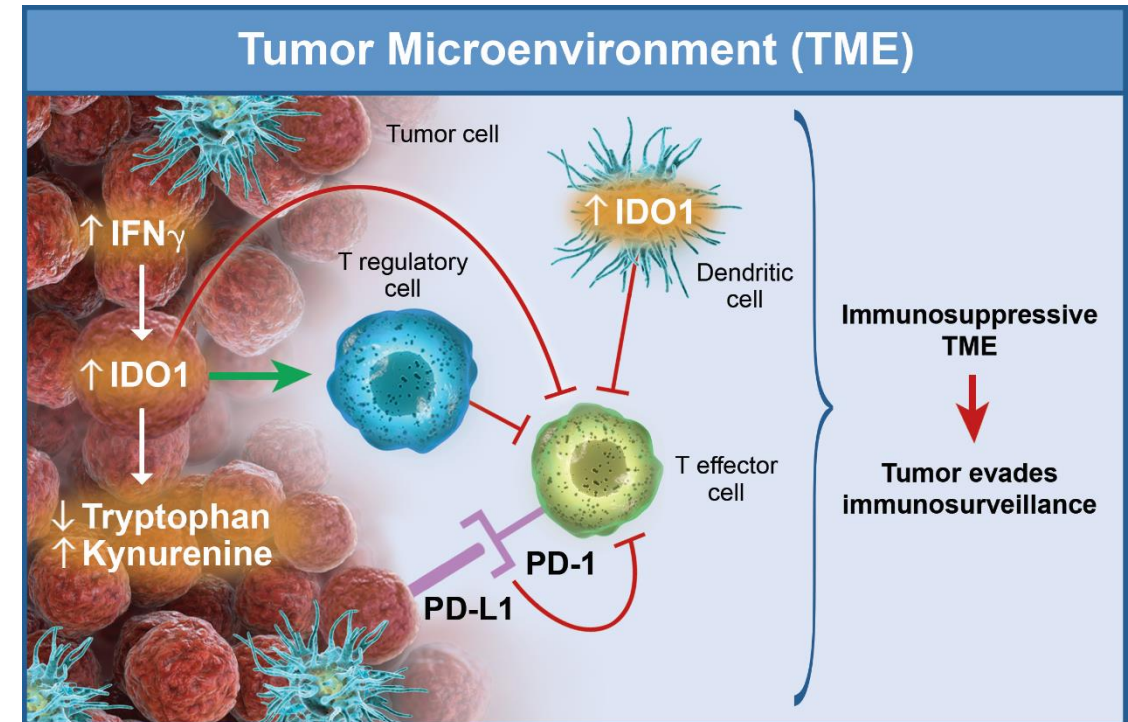 Tumor Microenvironment (TME)
Tumor cell
↑ IFNγ
↑ IDO1
T regulatory
cell
Dendritic
cell
↑ IDO1
↓ Tryptophan
↑ Kynurenine
T effector
cell
PD-1
PD-L1
Immunosuppressive
TME
Tumor evades
immunosurveillance